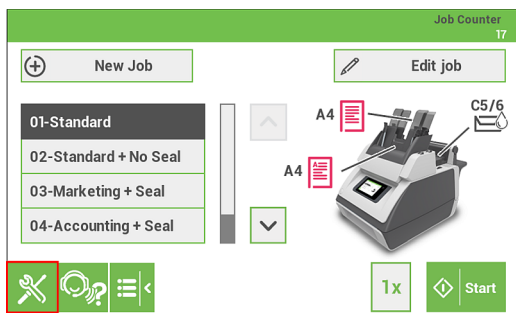 Job Counter
17
New Job
Edit job
01-Standard
02-Standard + No Seal
03-Marketing + Seal
04-Accounting + Seal
A4
C5/6
A4
1x
Start